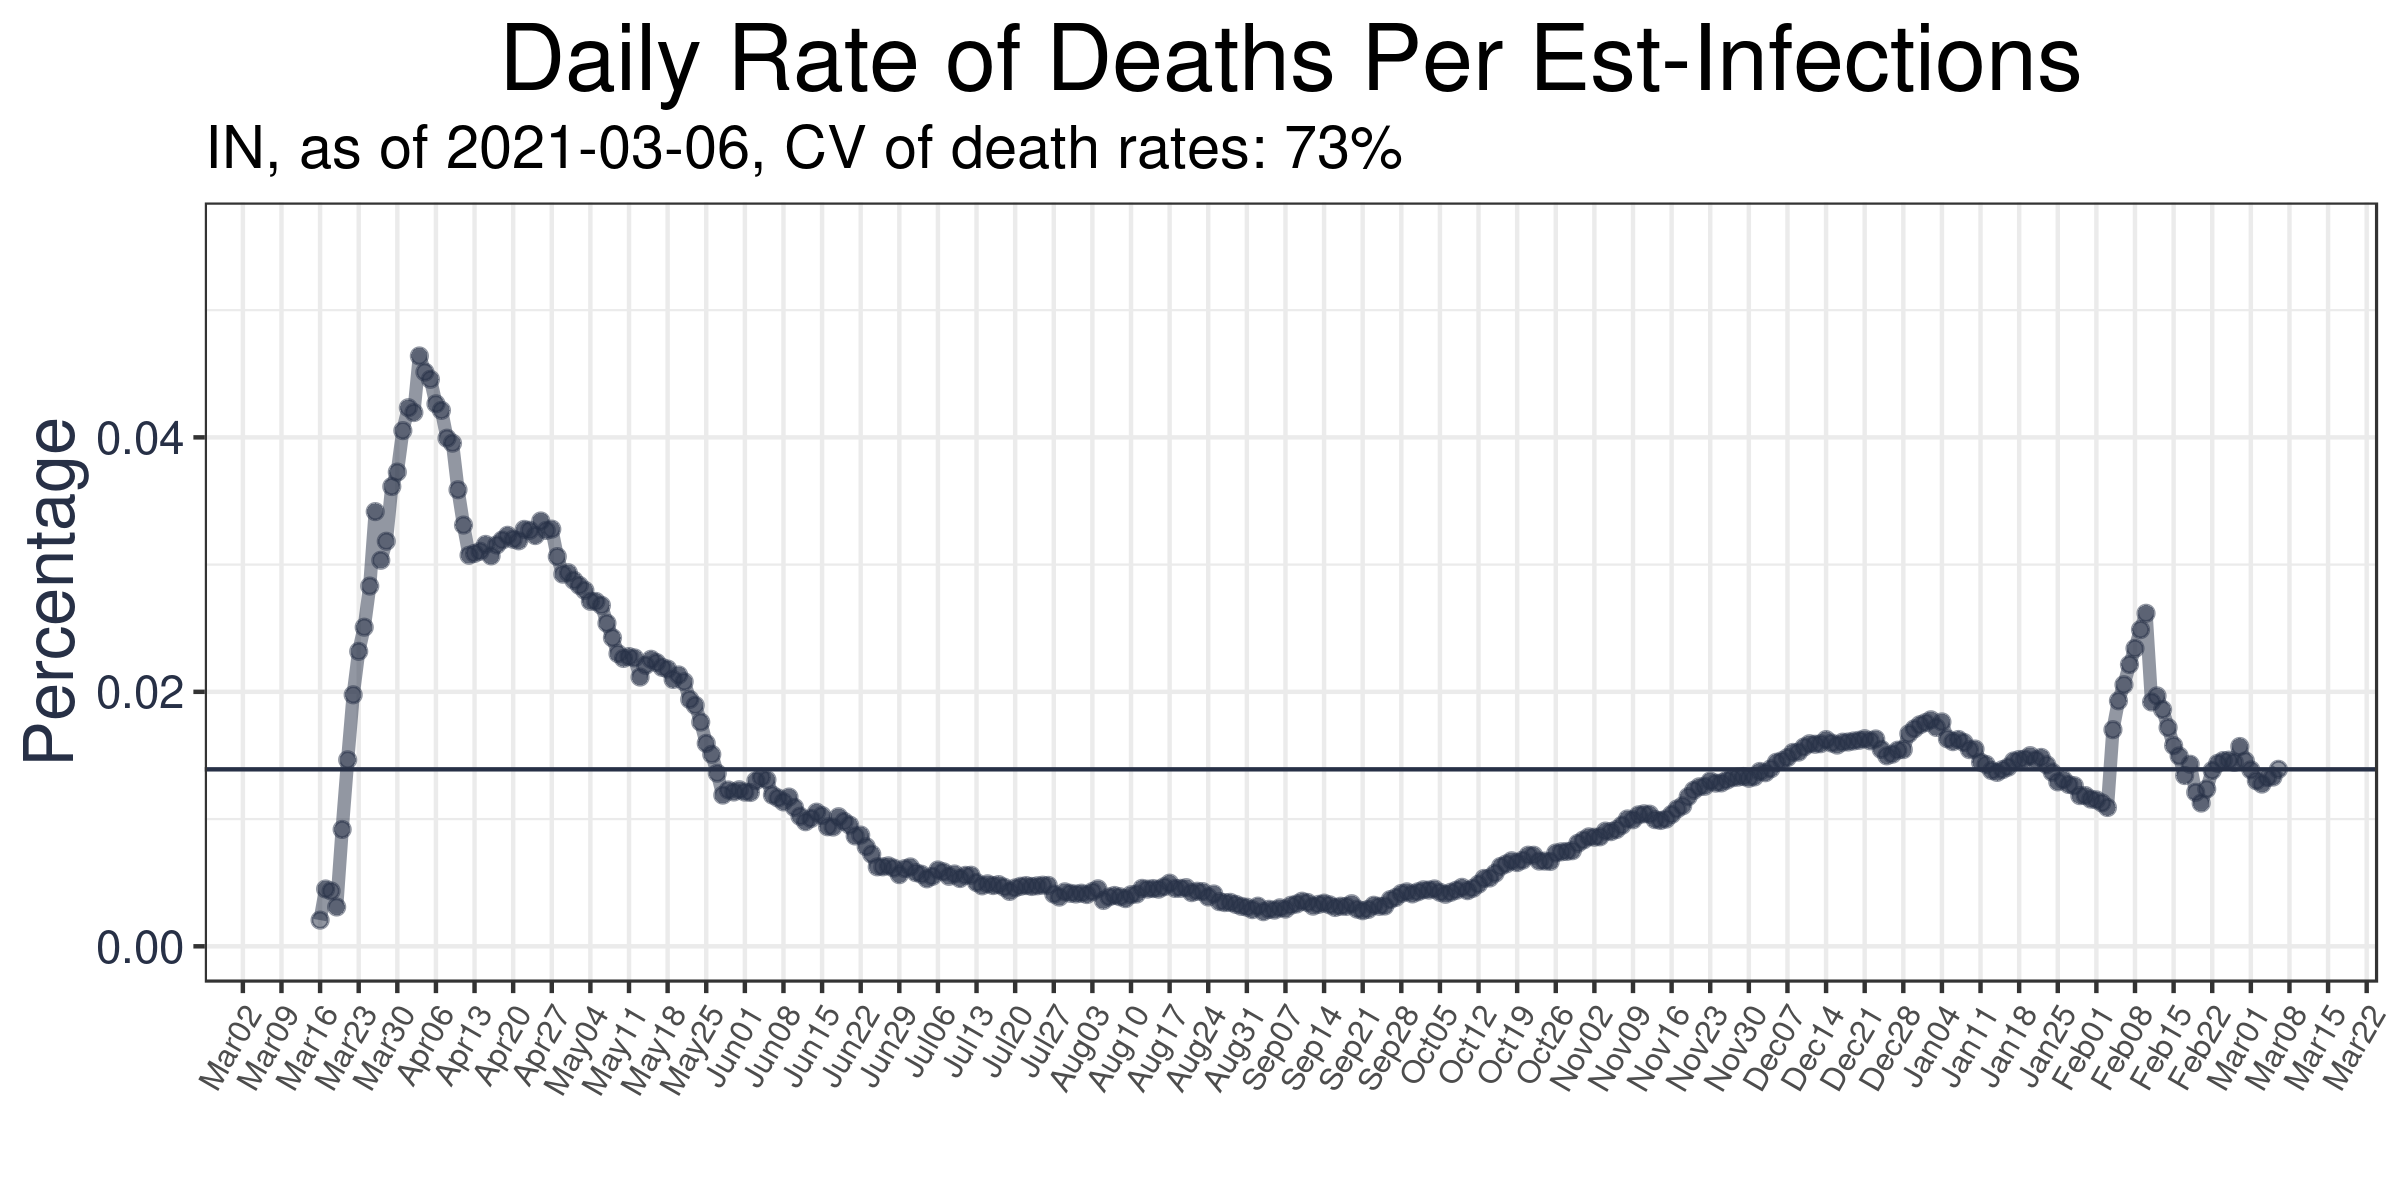 Daily Rate of Deaths Per Est-Infections
IN, as of 2021-03-06, CV of death rates: 73%
Percentage
0.04
0.02
0.00
Mar02 Mar09 Mar16 Mar23 Mar30 Apr06 Apr13 Apr20 Apr27 May04 May11 May18 May25 Jun01 Jun08 Jun15 Jun22 Jun29 Jul06 Jul13 Jul20 Jul27 Aug03 Aug10 Aug17 Aug24 Aug31 Sep07 Sep14 Sep21 Sep28 Oct05 Oct12 Oct19 Oct26 Nov02 Nov09 Nov16 Nov23 Nov30 Dec07 Dec14 Dec21 Dec28 Jan04 Jan11 Jan18 Jan25 Feb01 Feb08 Feb15 Feb22 Mar01 Mar08 Mar15 Mar22